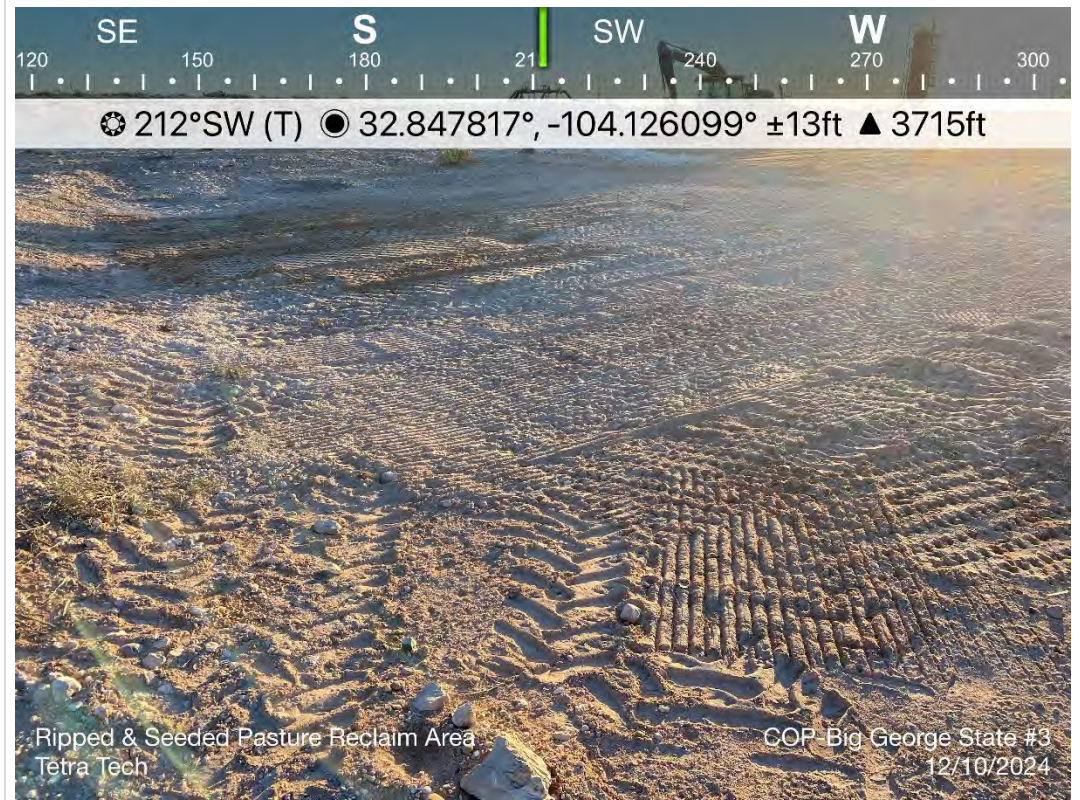 SE S SW W
120 150 180 21 240 270 300
212°SW (T) 32.847817°, -104.126099° ±13ft ▲ 3715ft
Ripped & Seeded Pasture Reclaim Area
Tetra Tech
COP-Big George State #3
12/10/2024